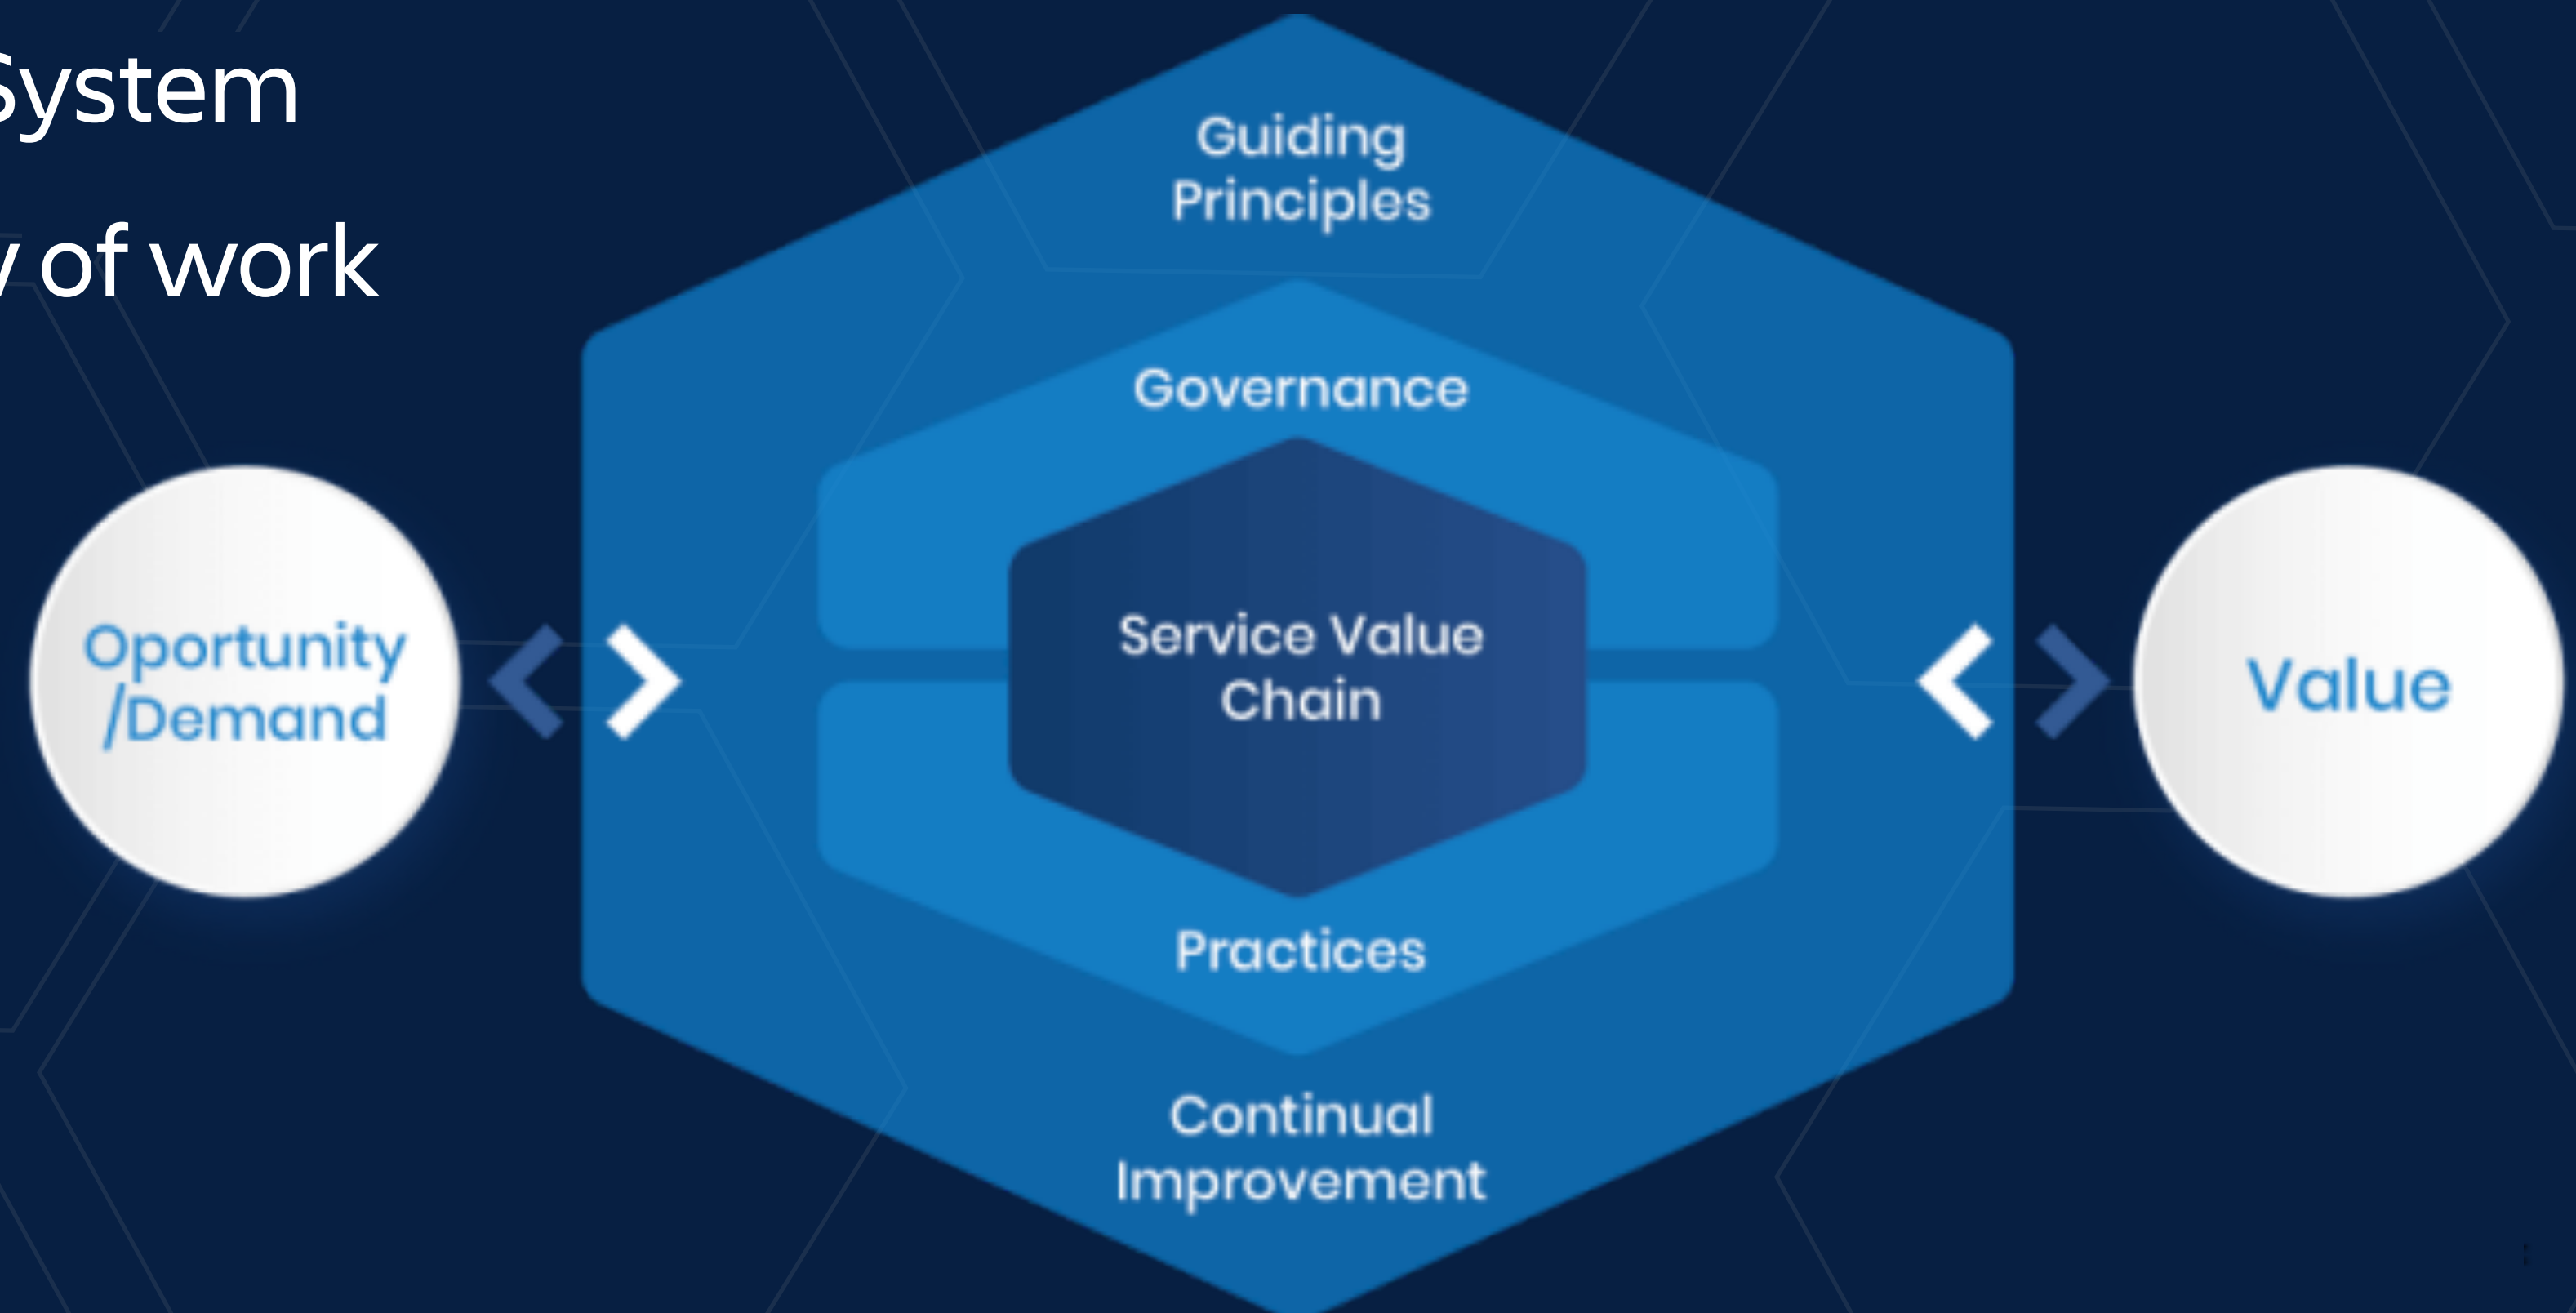 System
of work
Guiding
Principles
Governance
Oportunity
/Demand
Service Value
Chain
Value
Practices
Continual
Improvement